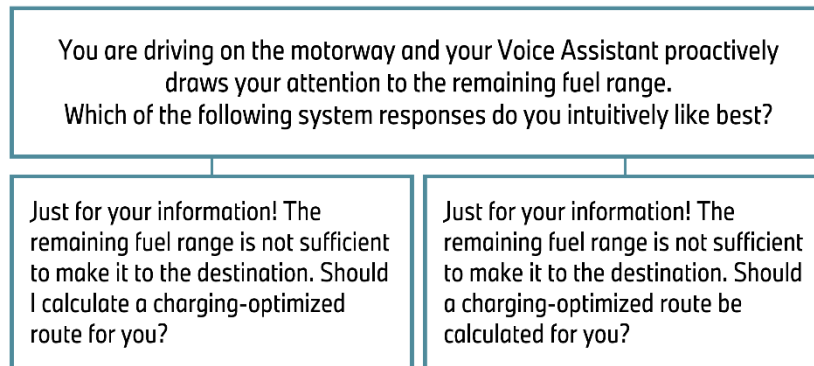 You are driving on the motorway and your Voice Assistant proactively
draws your attention to the remaining fuel range.
Which of the following system responses do you intuitively like best?
Just for your information! The
remaining fuel range is not sufficient
to make it to the destination. Should
I calculate a charging-optimized
route for you?
Just for your information! The
remaining fuel range is not sufficient
to make it to the destination. Should
a charging-optimized route be
calculated for you?